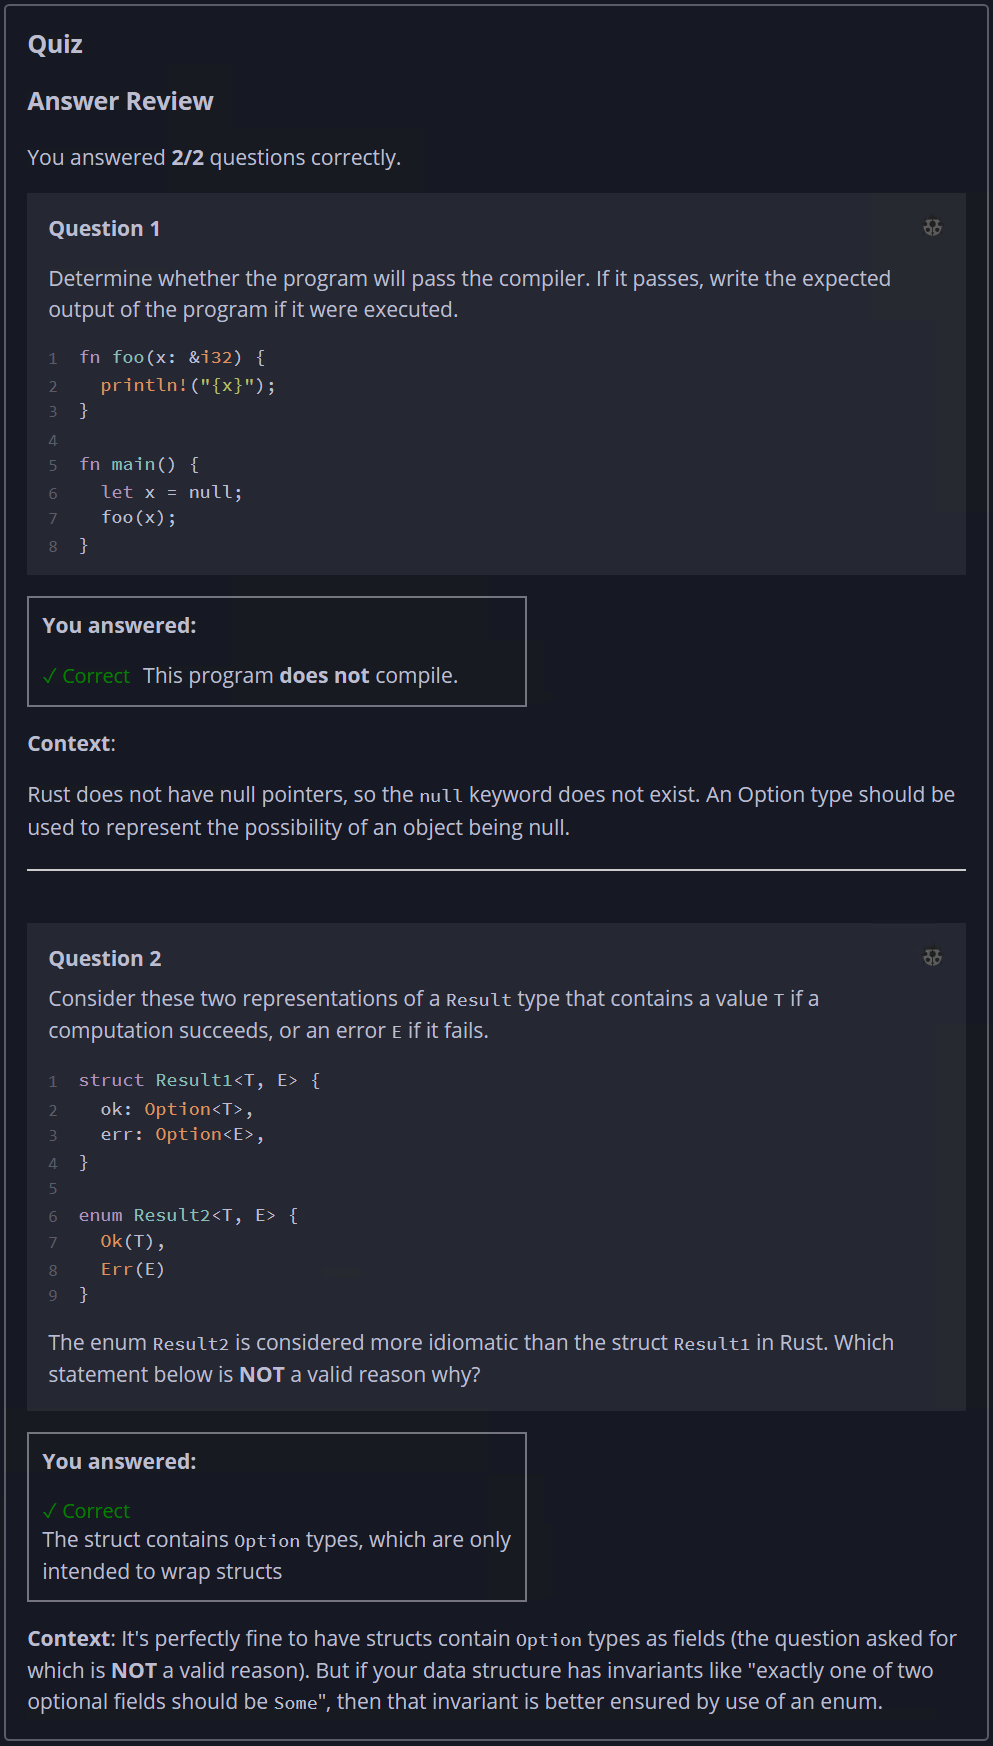 Quiz
Answer Review
You answered 2/2 questions correctly.
Question 1
Determine whether the program will pass the compiler. If it passes, write the expected
output of the program if it were executed.
1 fn foo(x: &i32) {
2   println!("{x}");
3 }
4
5 fn main() {
6   let x = null;
7   foo(x);
8 }
You answered:
✓ Correct This program does not compile.
Context:
Rust does not have null pointers, so the null keyword does not exist. An Option type should be
used to represent the possibility of an object being null.
Question 2
Consider these two representations of a Result type that contains a value T if a
computation succeeds, or an error E if it fails.
1 struct Result1<T, E> {
2   ok: Option<T>,
3   err: Option<E>,
4 }
5
6 enum Result2<T, E> {
7   Ok(T),
8   Err(E)
9 }
The enum Result2 is considered more idiomatic than the struct Result1 in Rust. Which
statement below is NOT a valid reason why?
You answered:
✓ Correct
The struct contains Option types, which are only
intended to wrap structs
Context: It's perfectly fine to have structs contain Option types as fields (the question asked for
which is NOT a valid reason). But if your data structure has invariants like "exactly one of two
optional fields should be Some", then that invariant is better ensured by use of an enum.